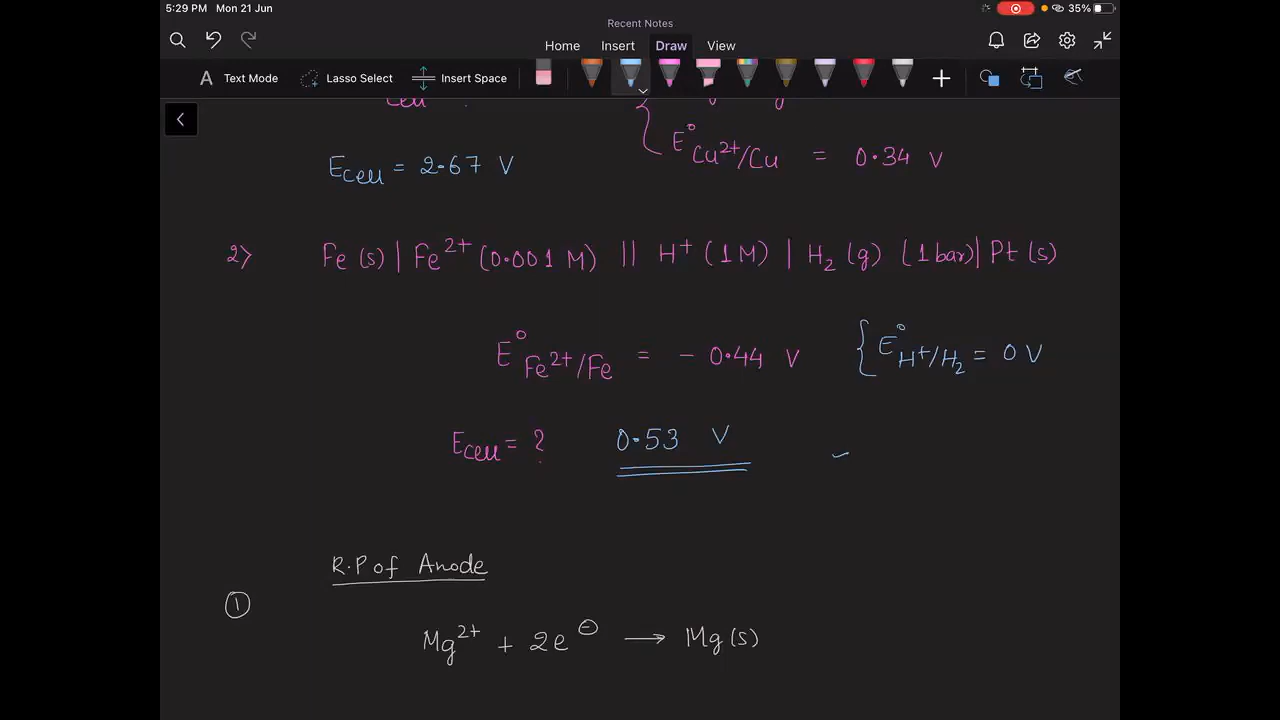 5:29 PM Mon 21 Jun 35%
Recent Notes
Home Insert Draw View
Text Mode Lasso Select Insert Space
E°Cu²⁺/Cu = 0.34 V
Ecell = 2.67 V
2) Fe (s) | Fe²⁺ (0.001 M) || H⁺ (1 M) | H₂ (g) (1 bar) | Pt (s)
E°Fe²⁺/Fe = - 0.44 V { E°H⁺/H₂ = 0 V
Ecell = ? 0.53 V
R.P of Anode
①
Mg²⁺ + 2e⊖ → Mg (s)